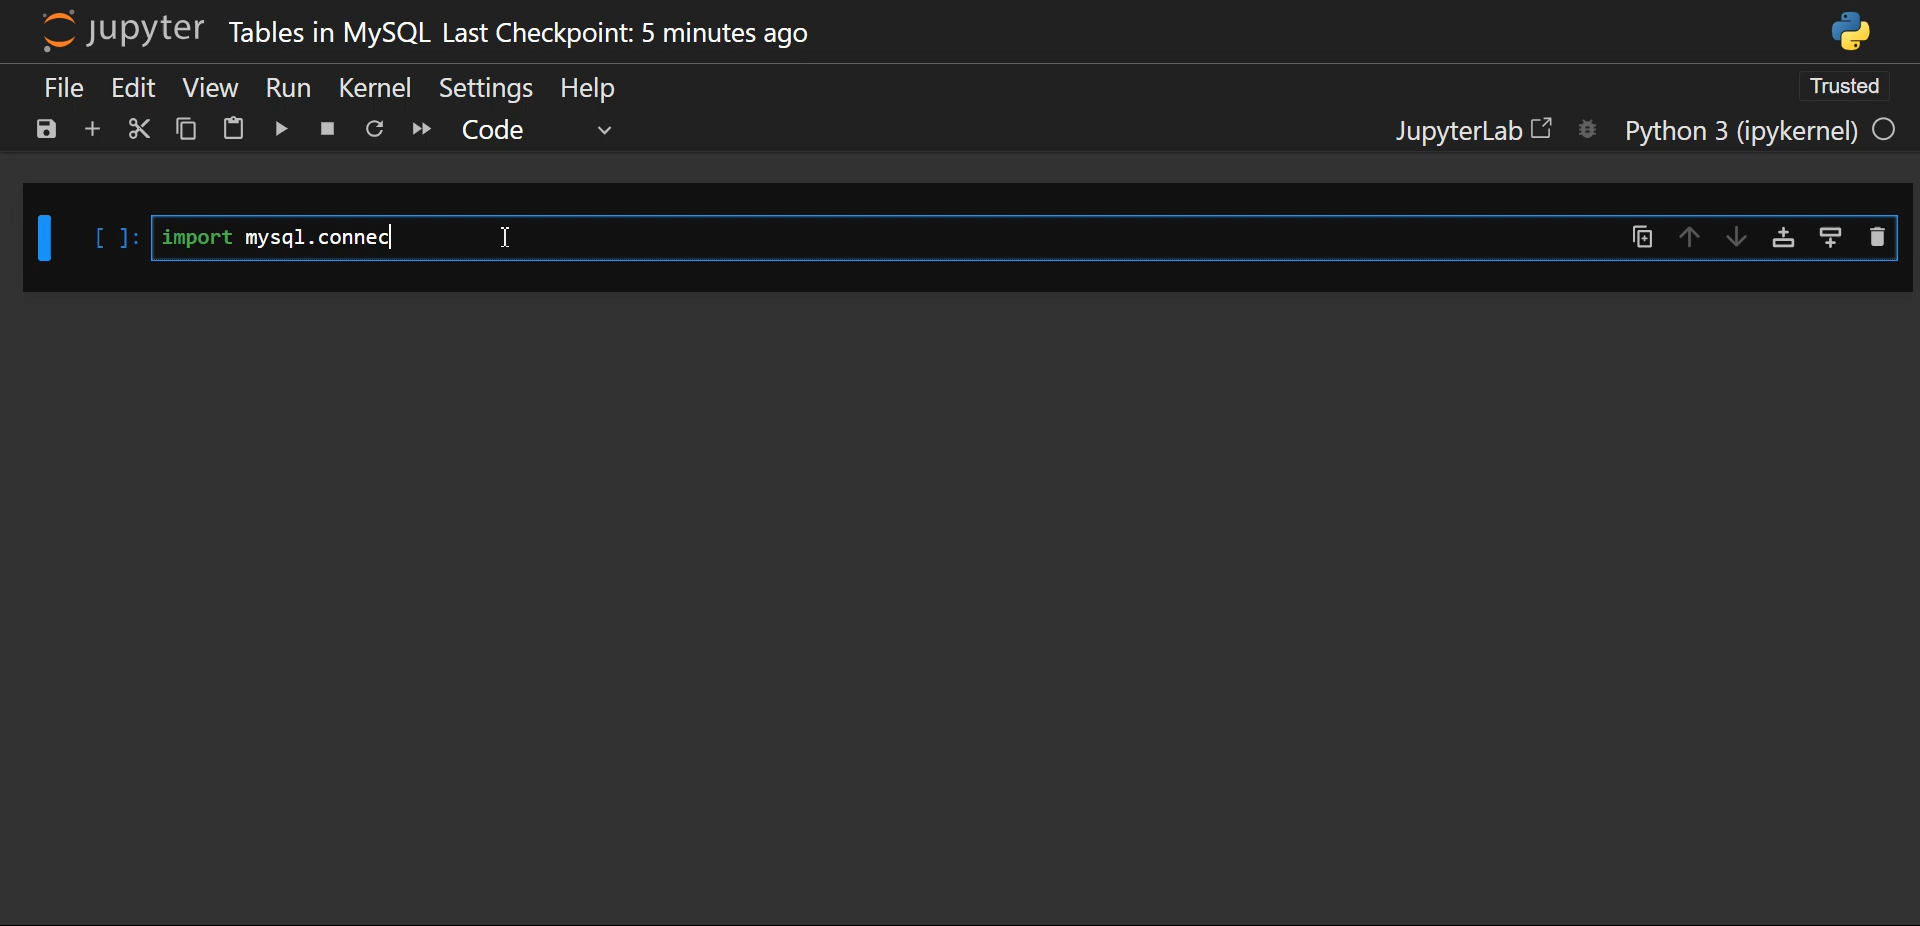 jupyter Tables in MySQL Last Checkpoint: 5 minutes ago
File Edit View Run Kernel Settings Help Trusted
Code JupyterLab Python 3 (ipykernel)
[ ]: import mysql.connec